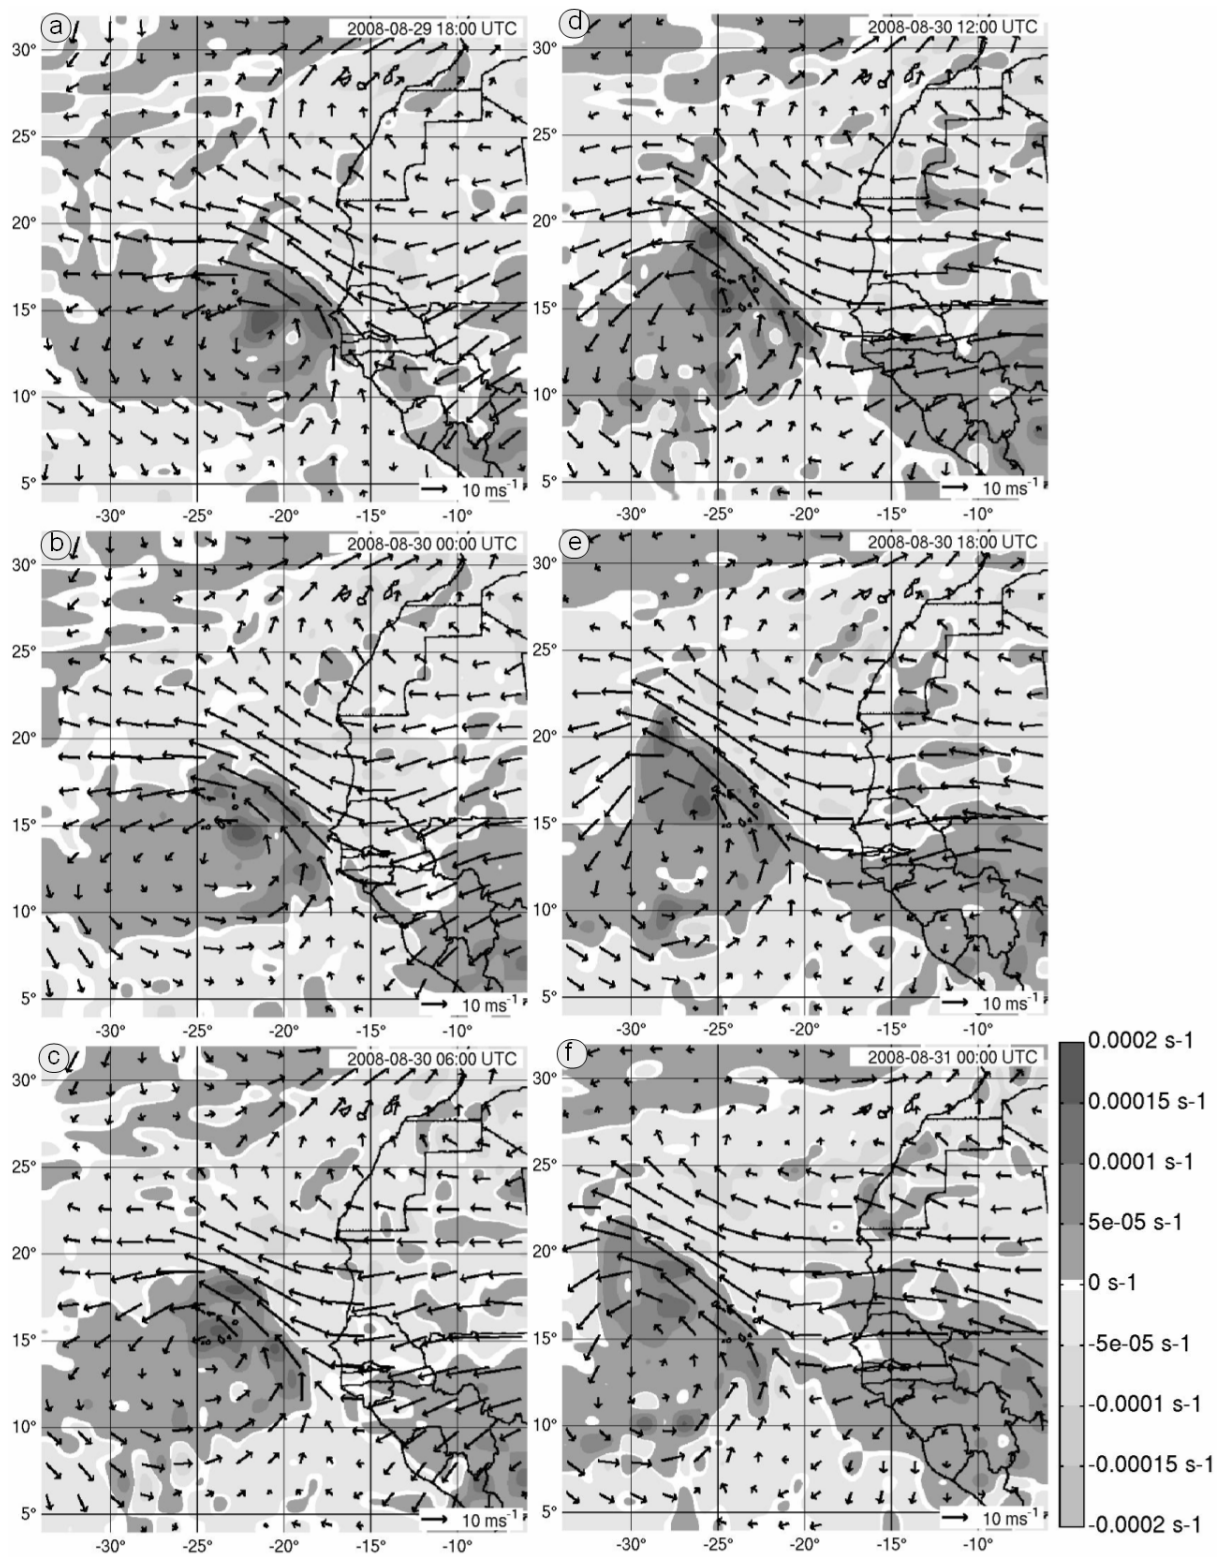 a
2008-08-29 18:00 UTC
30°
25°
20°
15°
10°
5°
10 ms-1
-30° -25° -20° -15° -10°
b
2008-08-30 00:00 UTC
30°
25°
20°
15°
10°
5°
10 ms-1
-30° -25° -20° -15° -10°
c
2008-08-30 06:00 UTC
30°
25°
20°
15°
10°
5°
10 ms-1
-30° -25° -20° -15° -10°
d
2008-08-30 12:00 UTC
30°
25°
20°
15°
10°
5°
10 ms-1
-30° -25° -20° -15° -10°
e
2008-08-30 18:00 UTC
30°
25°
20°
15°
10°
5°
10 ms-1
-30° -25° -20° -15° -10°
f
2008-08-31 00:00 UTC
30°
25°
20°
15°
10°
5°
10 ms-1
-30° -25° -20° -15° -10°
0.0002 s-1
0.00015 s-1
0.0001 s-1
5e-05 s-1
0 s-1
-5e-05 s-1
-0.0001 s-1
-0.00015 s-1
-0.0002 s-1